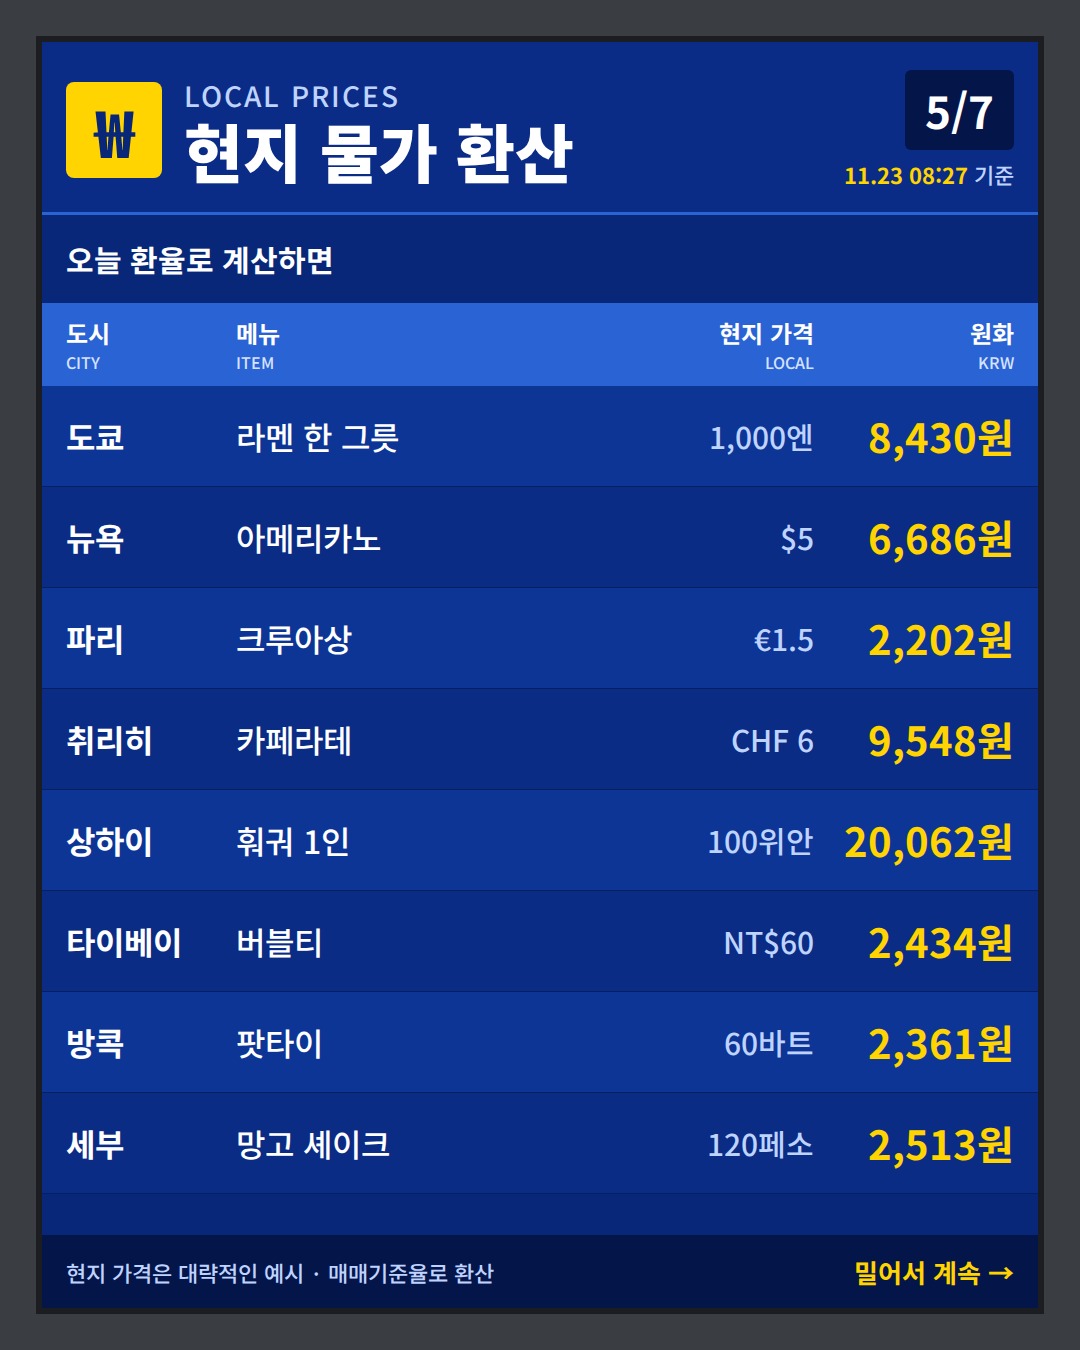 ₩
LOCAL PRICES
현지 물가 환산
5/7
11.23 08:27 기준
오늘 환율로 계산하면
도시 메뉴 현지 가격 원화
CITY ITEM LOCAL KRW
도쿄 라멘 한 그릇 1,000엔 8,430원
뉴욕 아메리카노 $5 6,686원
파리 크루아상 €1.5 2,202원
취리히 카페라테 CHF 6 9,548원
상하이 훠궈 1인 100위안 20,062원
타이베이 버블티 NT$60 2,434원
방콕 팟타이 60바트 2,361원
세부 망고 셰이크 120페소 2,513원
현지 가격은 대략적인 예시 · 매매기준율로 환산
밀어서 계속 →